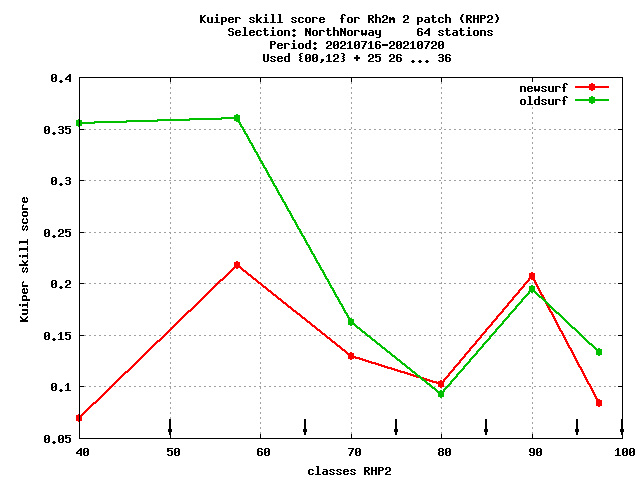 Kuiper skill score  for Rh2m 2 patch (RHP2)
Selection: NorthNorway     64 stations
Period: 20210716-20210720
Used {00,12} + 25 26 ... 36
newsurf
oldsurf
0.4
0.35
0.3
0.25
0.2
0.15
0.1
0.05
Kuiper skill score
40 50 60 70 80 90 100
classes RHP2